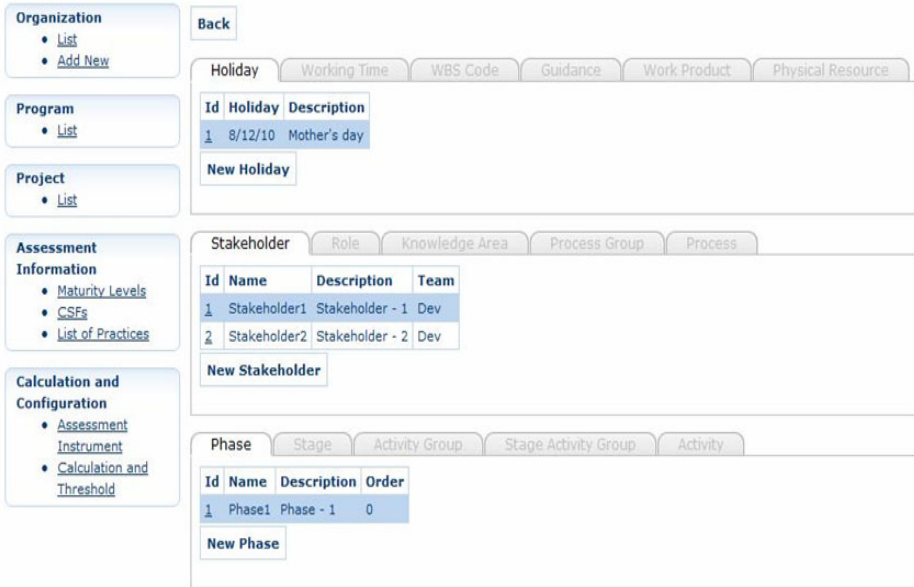 Organization
List
Add New
Program
List
Project
List
Assessment
Information
Maturity Levels
CSFs
List of Practices
Calculation and
Configuration
Assessment
Instrument
Calculation and
Threshold
Back
Holiday Working Time WBS Code Guidance Work Product Physical Resource
Id Holiday Description
1 8/12/10 Mother's day
New Holiday
Stakeholder Role Knowledge Area Process Group Process
Id Name Description Team
1 Stakeholder1 Stakeholder - 1 Dev
2 Stakeholder2 Stakeholder - 2 Dev
New Stakeholder
Phase Stage Activity Group Stage Activity Group Activity
Id Name Description Order
1 Phase1 Phase - 1 0
New Phase